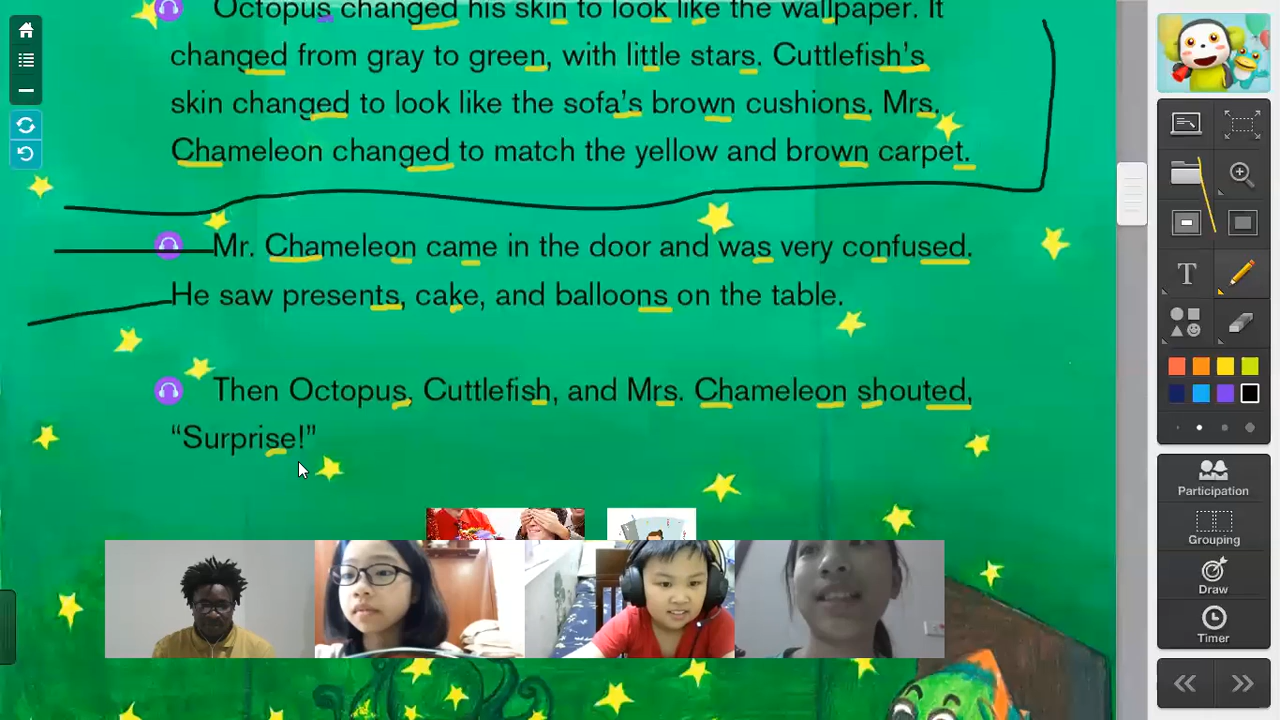 Octopus changed his skin to look like the wallpaper. It
changed from gray to green, with little stars. Cuttlefish's
skin changed to look like the sofa's brown cushions. Mrs.
Chameleon changed to match the yellow and brown carpet.
Mr. Chameleon came in the door and was very confused.
He saw presents, cake, and balloons on the table.
Then Octopus, Cuttlefish, and Mrs. Chameleon shouted,
“Surprise!”
T
Participation
Grouping
Draw
Timer